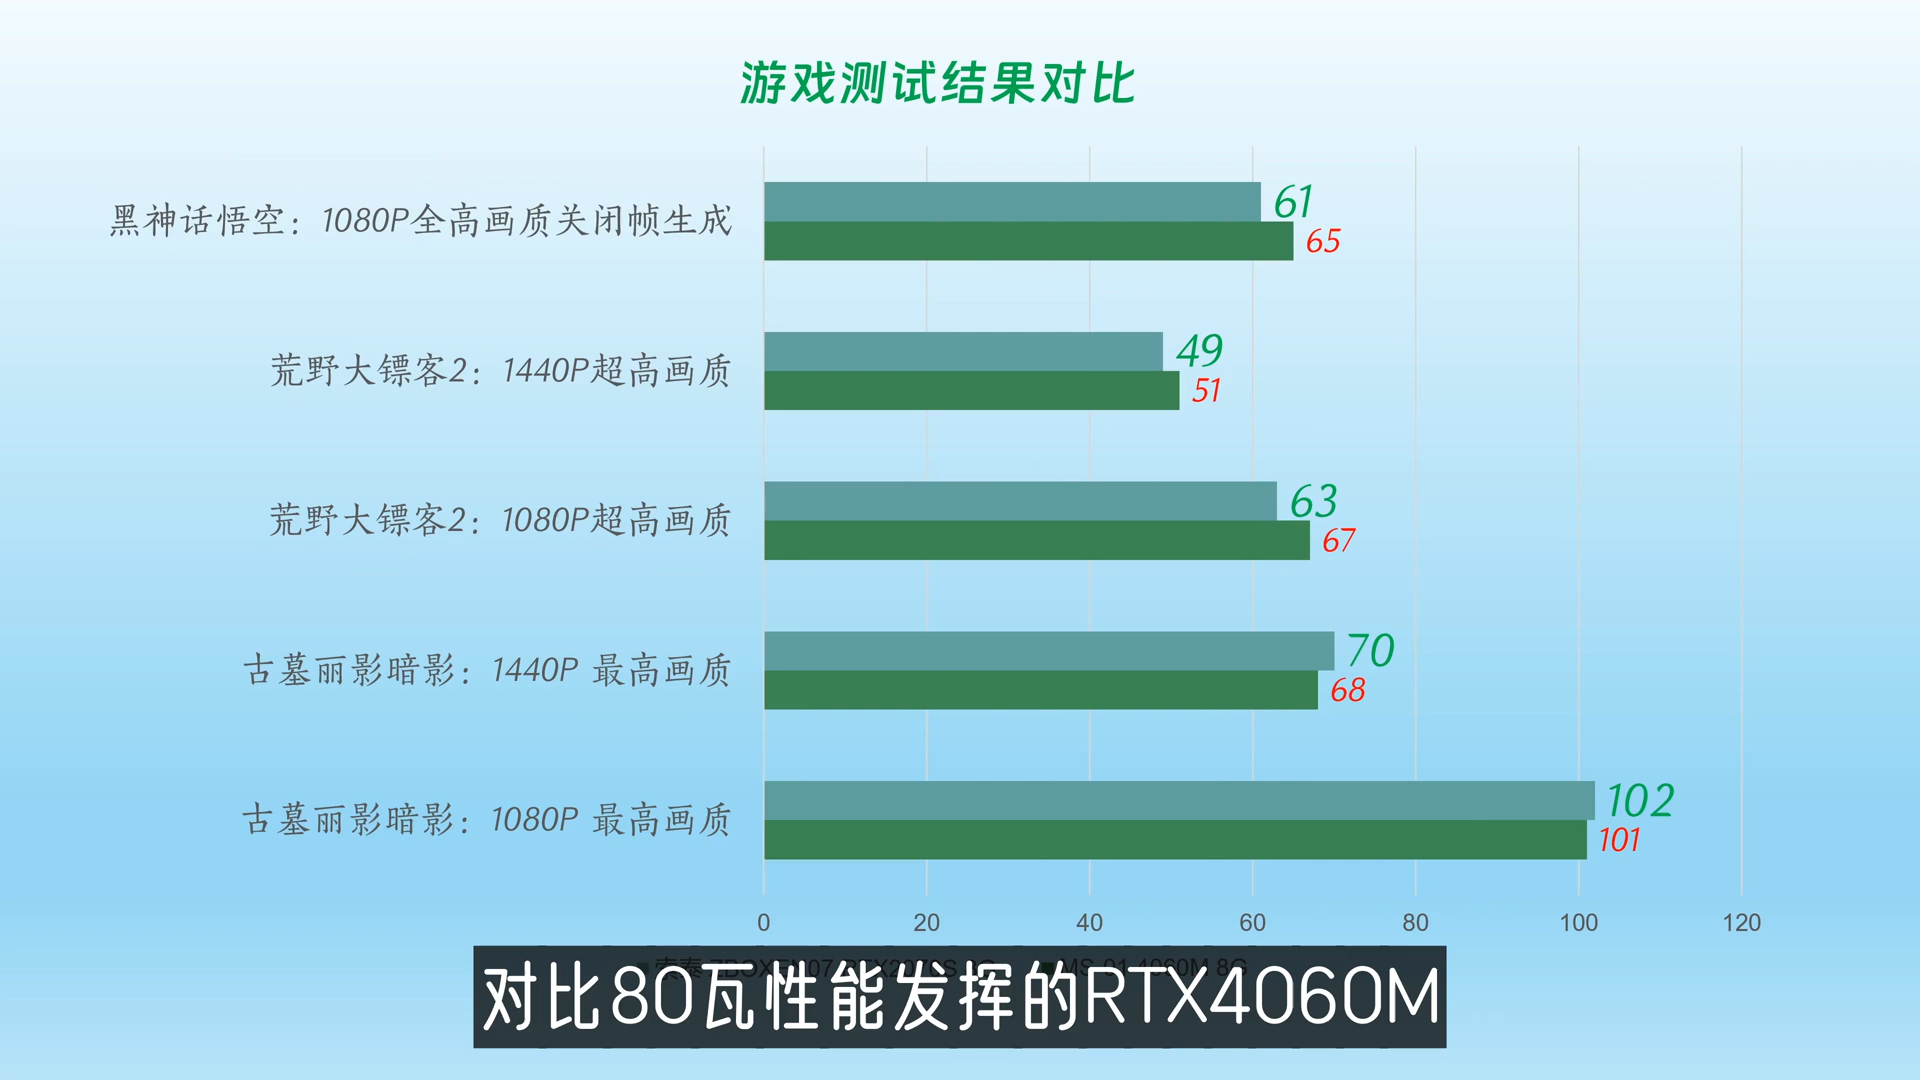 游戏测试结果对比
黑神话悟空：1080P全高画质关闭帧生成
61
65
荒野大镖客2：1440P超高画质
49
51
荒野大镖客2：1080P超高画质
63
67
古墓丽影暗影：1440P 最高画质
70
68
古墓丽影暗影：1080P 最高画质
102
101
0 20 40 60 80 100 120
MS-01 4060M 8G
对比80瓦性能发挥的RTX4060M